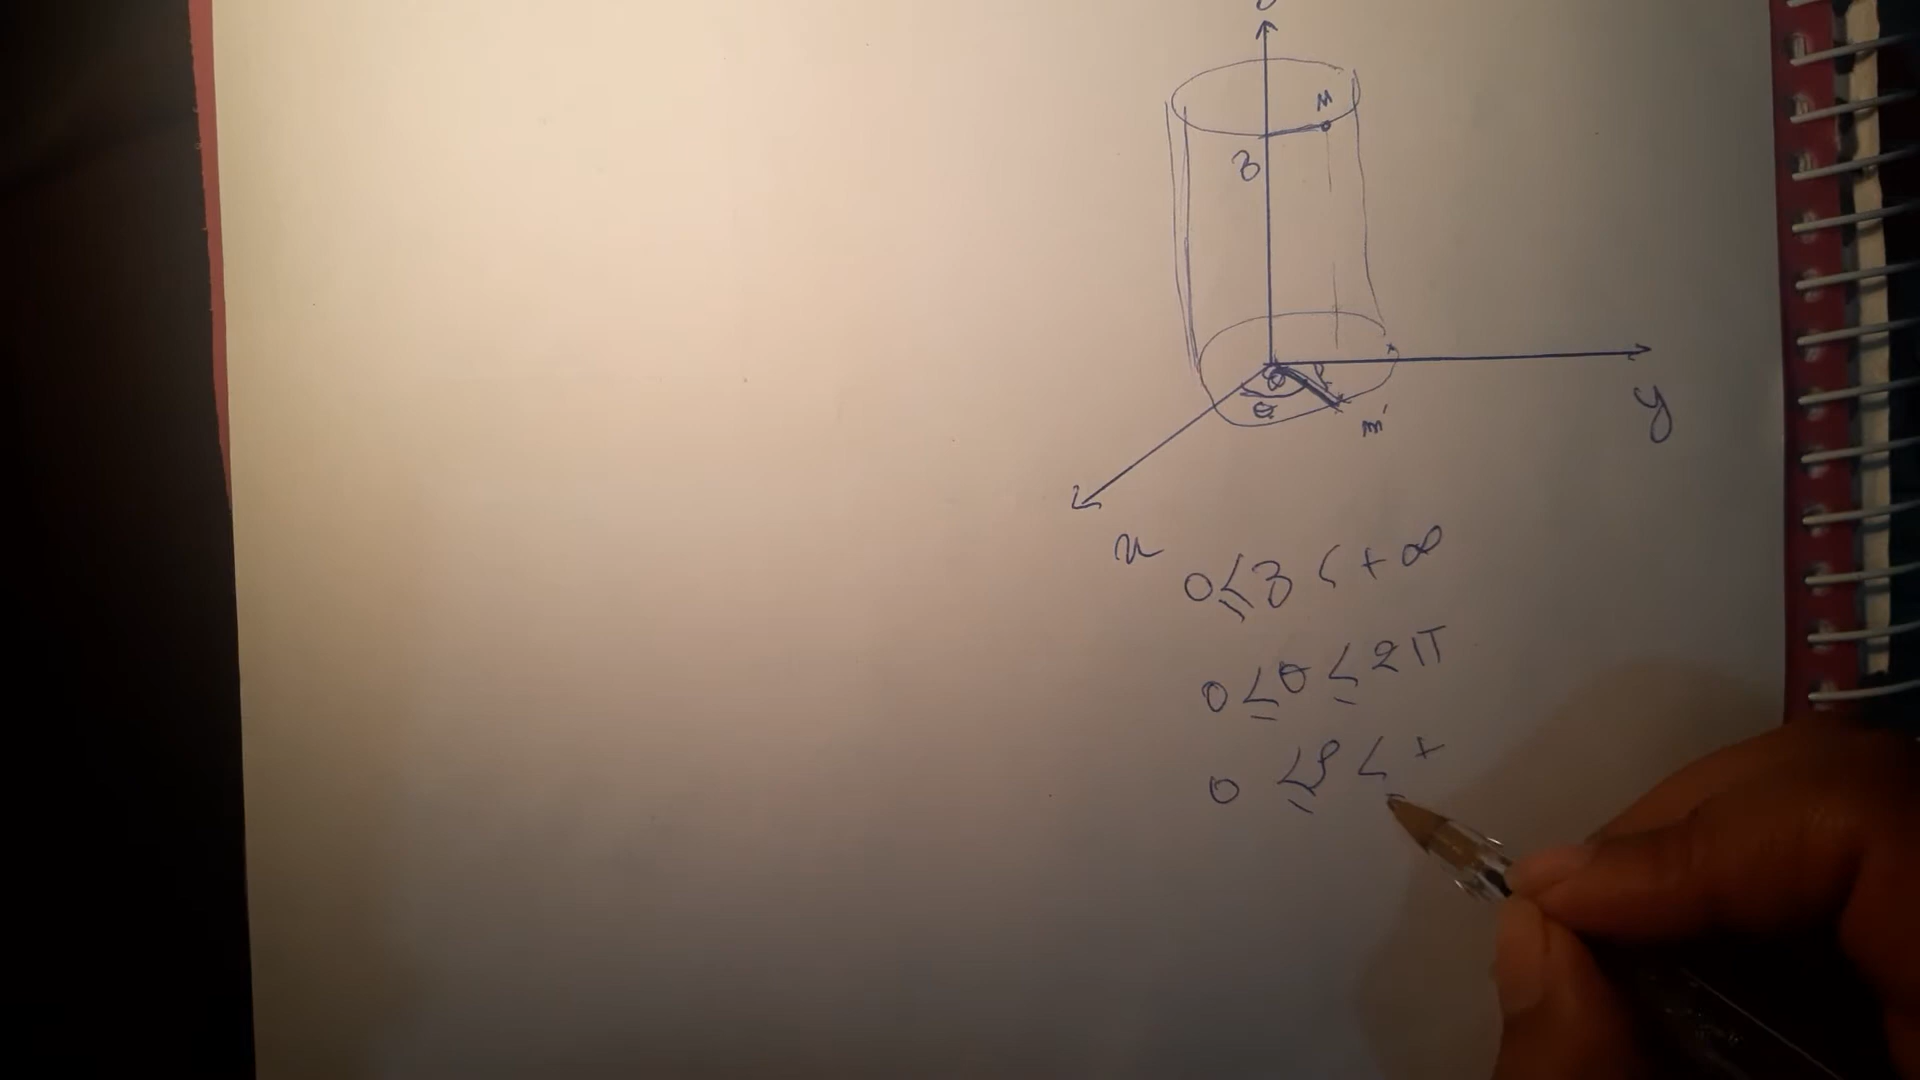 M
z
ρ
θ
y
m'
x
0 ≤ z < + ∞
0 ≤ θ ≤ 2π
0 ≤ ρ < +